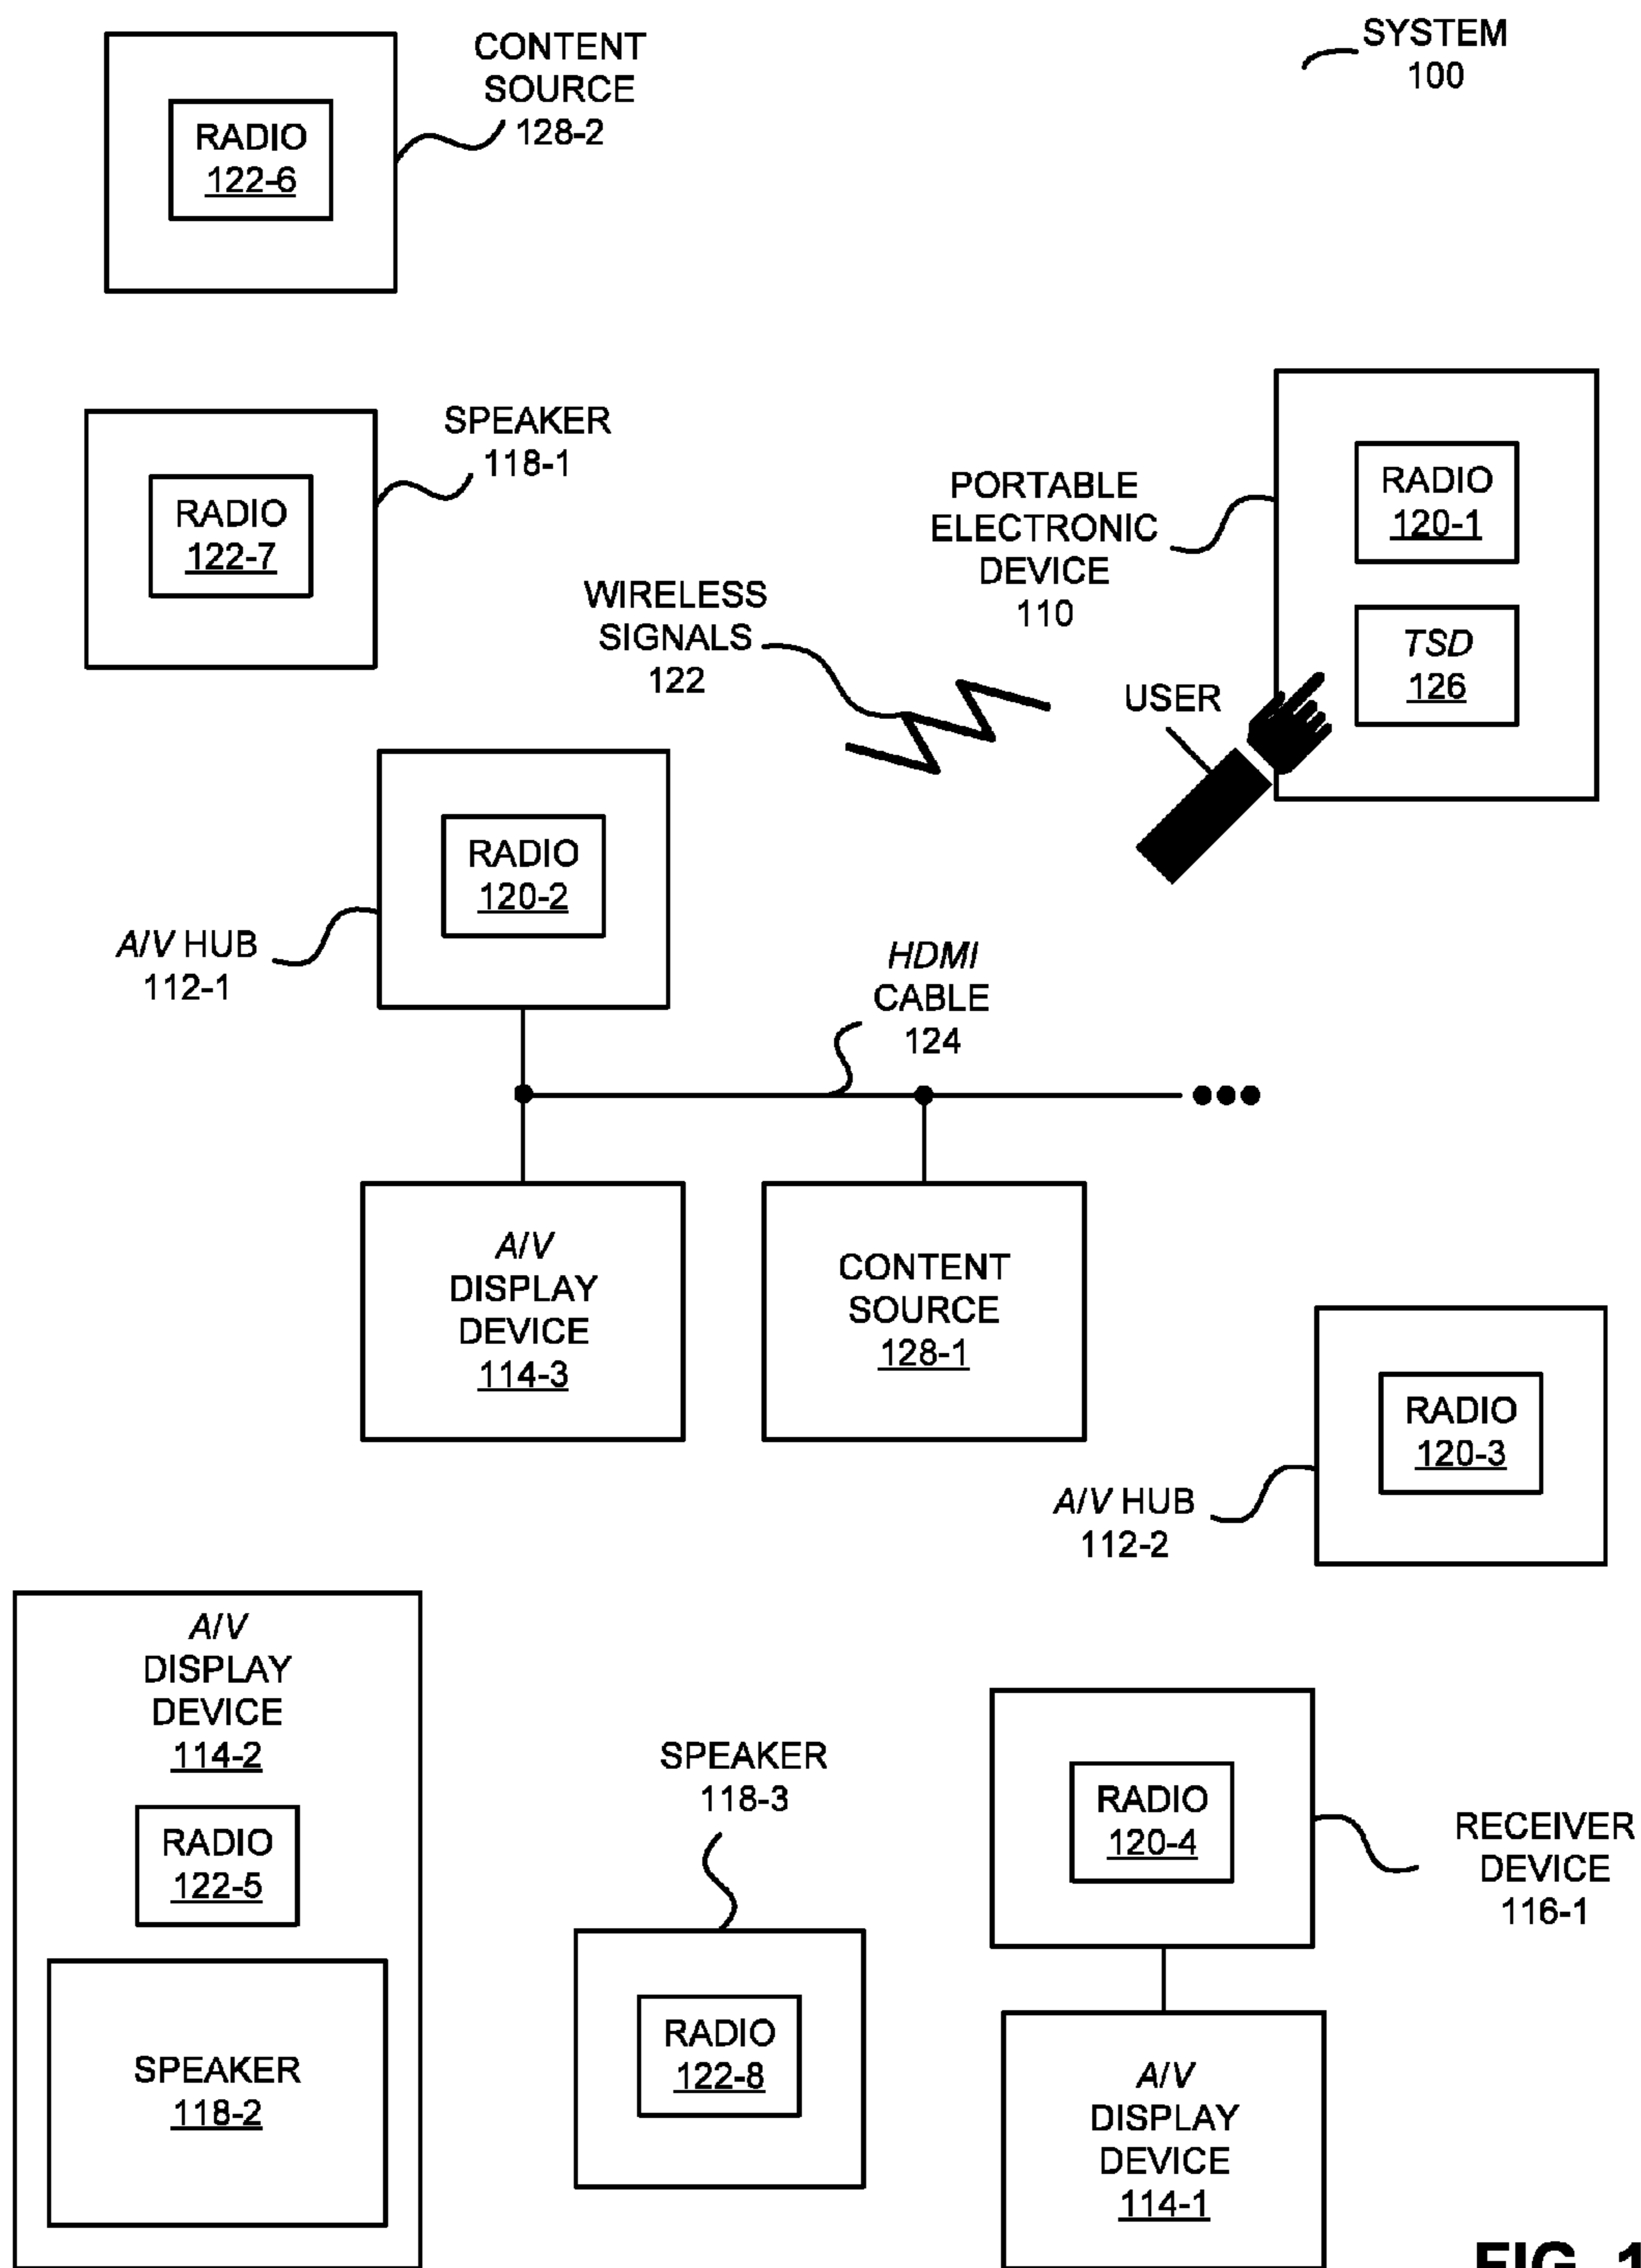 SYSTEM
100
CONTENT
SOURCE
128-2
RADIO
122-6
SPEAKER
118-1
RADIO
122-7
PORTABLE
ELECTRONIC
DEVICE
110
RADIO
120-1
TSD
126
WIRELESS
SIGNALS
122
USER
RADIO
120-2
A/V HUB
112-1
HDMI
CABLE
124
A/V
DISPLAY
DEVICE
114-3
CONTENT
SOURCE
128-1
RADIO
120-3
A/V HUB
112-2
A/V
DISPLAY
DEVICE
114-2
RADIO
122-5
SPEAKER
118-2
SPEAKER
118-3
RADIO
122-8
RADIO
120-4
RECEIVER
DEVICE
116-1
A/V
DISPLAY
DEVICE
114-1
FIG. 1